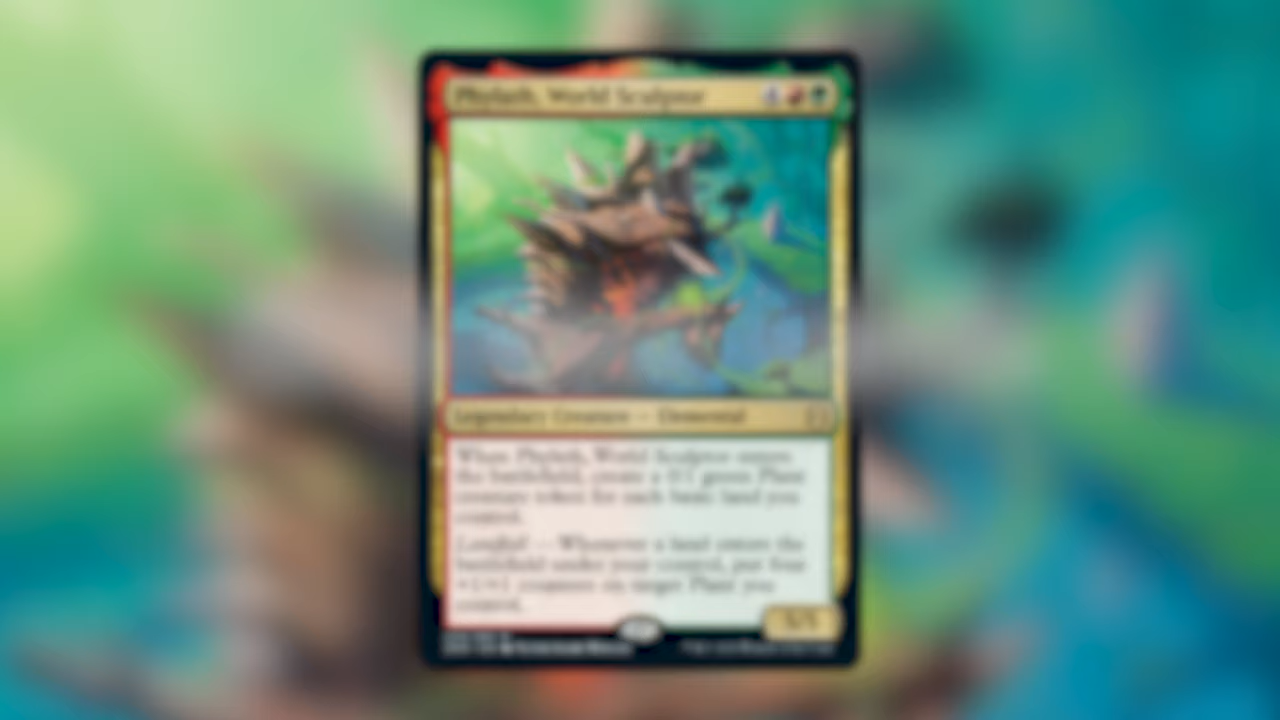 Phylath, World Sculptor
Legendary Creature — Elemental
When Phylath, World Sculptor enters
the battlefield, create a 0/1 green Plant
creature token for each basic land you
control.
Landfall — Whenever a land enters the
battlefield under your control, put four
+1/+1 counters on target Plant you
control.
5/5